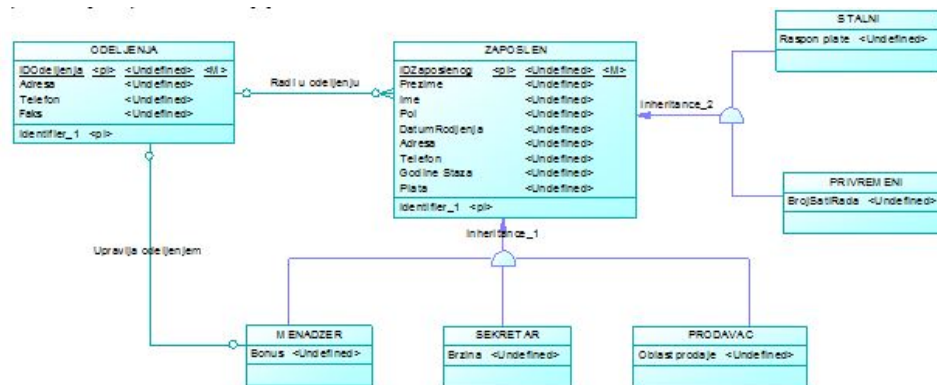 ODELJENJA
IDOdeljenja <pi> <Undefined> <M>
Adresa <Undefined>
Telefon <Undefined>
Faks <Undefined>
Identifier_1 <pi>
Radi u odeljenju
ZAPOSLEN
IDZaposlenog <pi> <Undefined> <M>
Prezime <Undefined>
Ime <Undefined>
Pol <Undefined>
DatumRodjenja <Undefined>
Adresa <Undefined>
Telefon <Undefined>
Godine Staza <Undefined>
Plata <Undefined>
Identifier_1 <pi>
STALNI
Raspon plate <Undefined>
Inheritance_2
PRIVREMENI
BrojSatiRada <Undefined>
Inheritance_1
Upravlja odeljenjem
MENADZER
Bonus <Undefined>
SEKRETAR
Brzina <Undefined>
PRODAVAC
Oblast prodaje <Undefined>